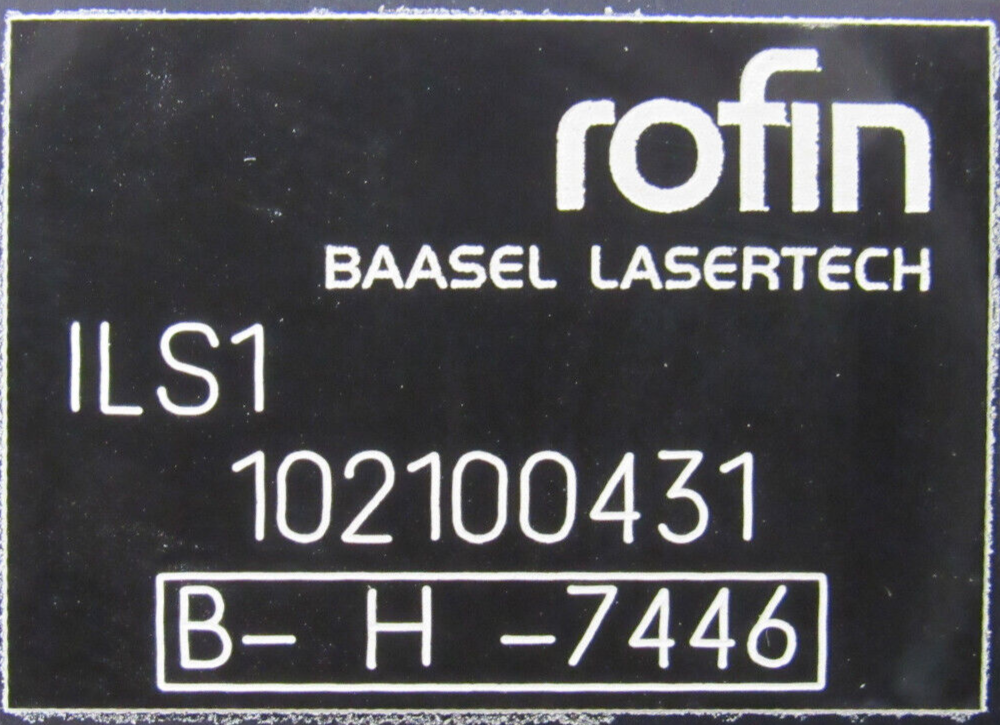 rofin
BAASEL LASERTECH
ILS1
102100431
B- H -7446